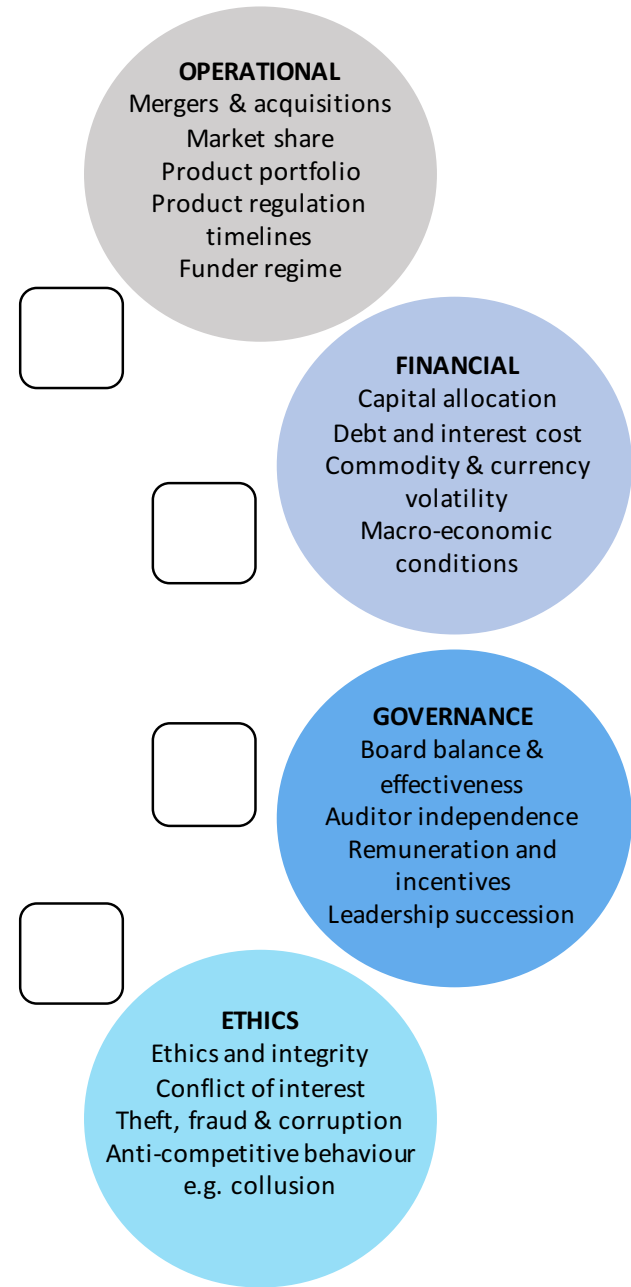 OPERATIONAL
Mergers & acquisitions
Market share
Product portfolio
Product regulation
timelines
Funder regime
FINANCIAL
Capital allocation
Debt and interest cost
Commodity & currency
volatility
Macro-economic
conditions
GOVERNANCE
Board balance &
effectiveness
Auditor independence
Remuneration and
incentives
Leadership succession
ETHICS
Ethics and integrity
Conflict of interest
Theft, fraud & corruption
Anti-competitive behaviour
e.g. collusion